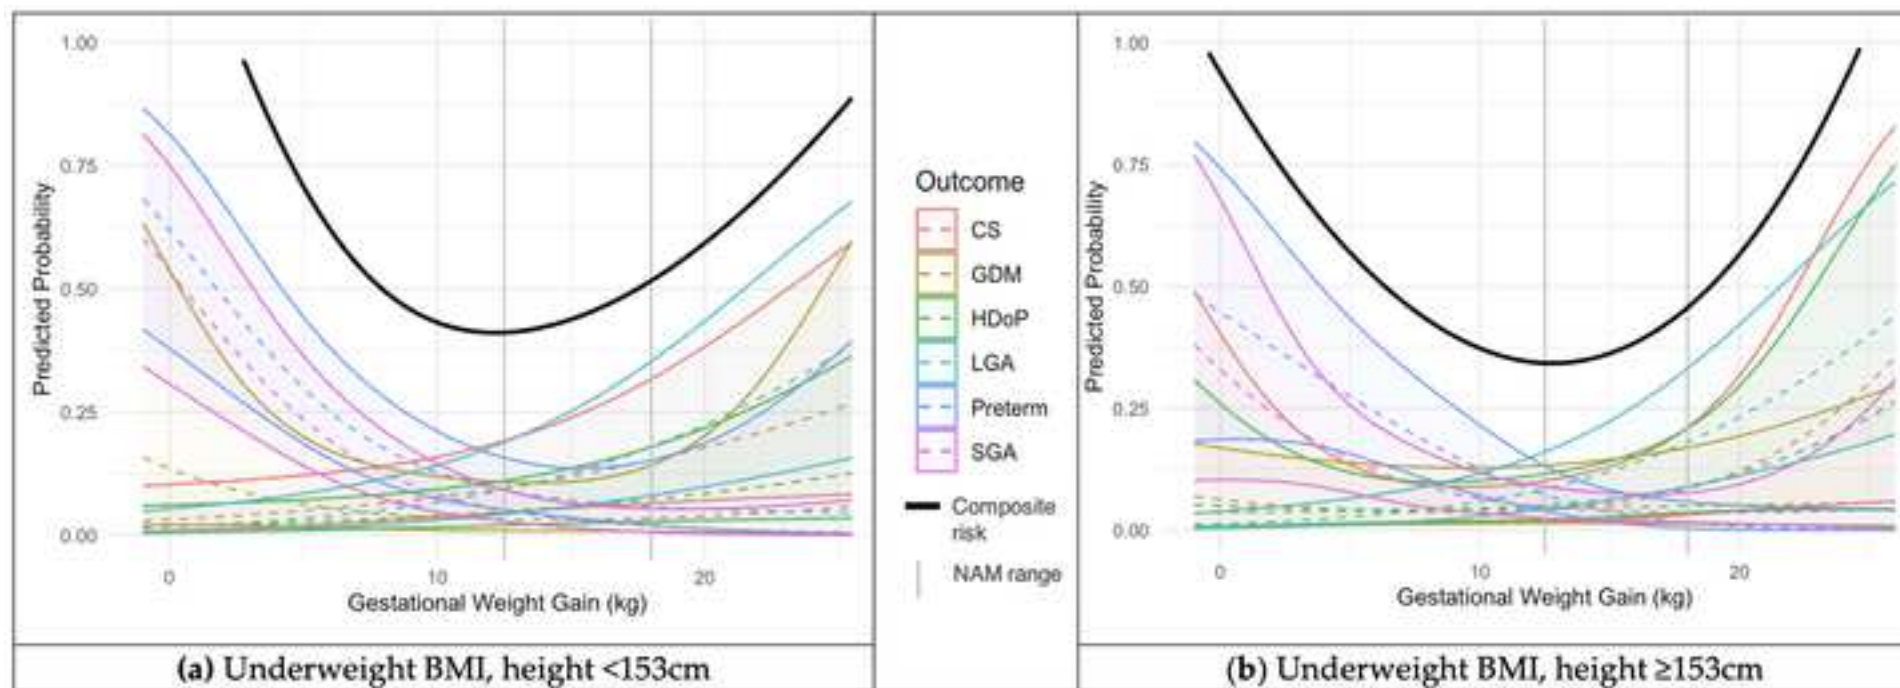 1.00
0.75
0.50
0.25
0.00
Predicted Probability
0
10
20
Gestational Weight Gain (kg)
(a) Underweight BMI, height <153cm
Outcome
CS
GDM
HDoP
LGA
Preterm
SGA
Composite
risk
NAM range
1.00
0.75
0.50
0.25
0.00
Predicted Probability
0
10
20
Gestational Weight Gain (kg)
(b) Underweight BMI, height ≥153cm